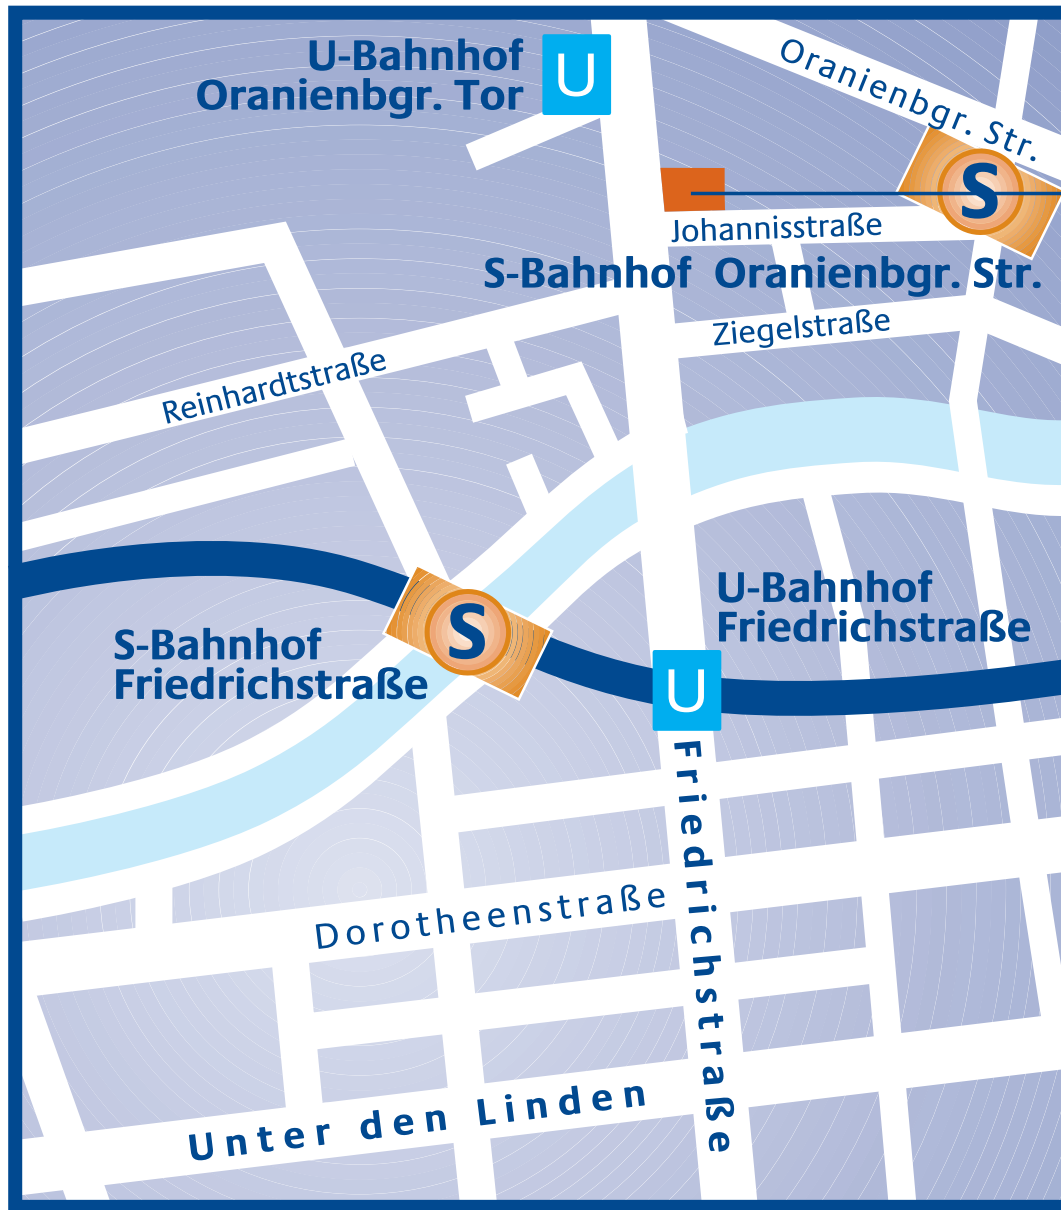 U-Bahnhof
Oranienbgr. Tor
U
Oranienbgr. Str.
S
Johannisstraße
S-Bahnhof Oranienbgr. Str.
Ziegelstraße
Reinhardtstraße
U-Bahnhof
Friedrichstraße
S-Bahnhof
Friedrichstraße
S
U
Friedrichstraße
Dorotheenstraße
Unter den Linden